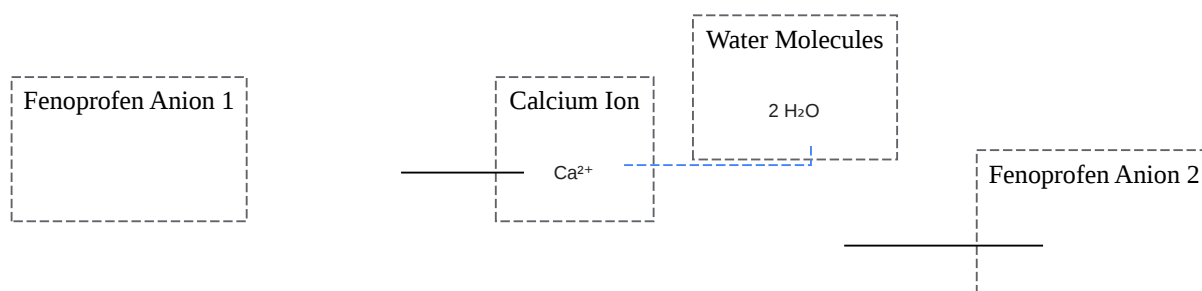 Water Molecules
Fenoprofen Anion 1
Calcium Ion
2 H₂O
Ca²⁺
Fenoprofen Anion 2